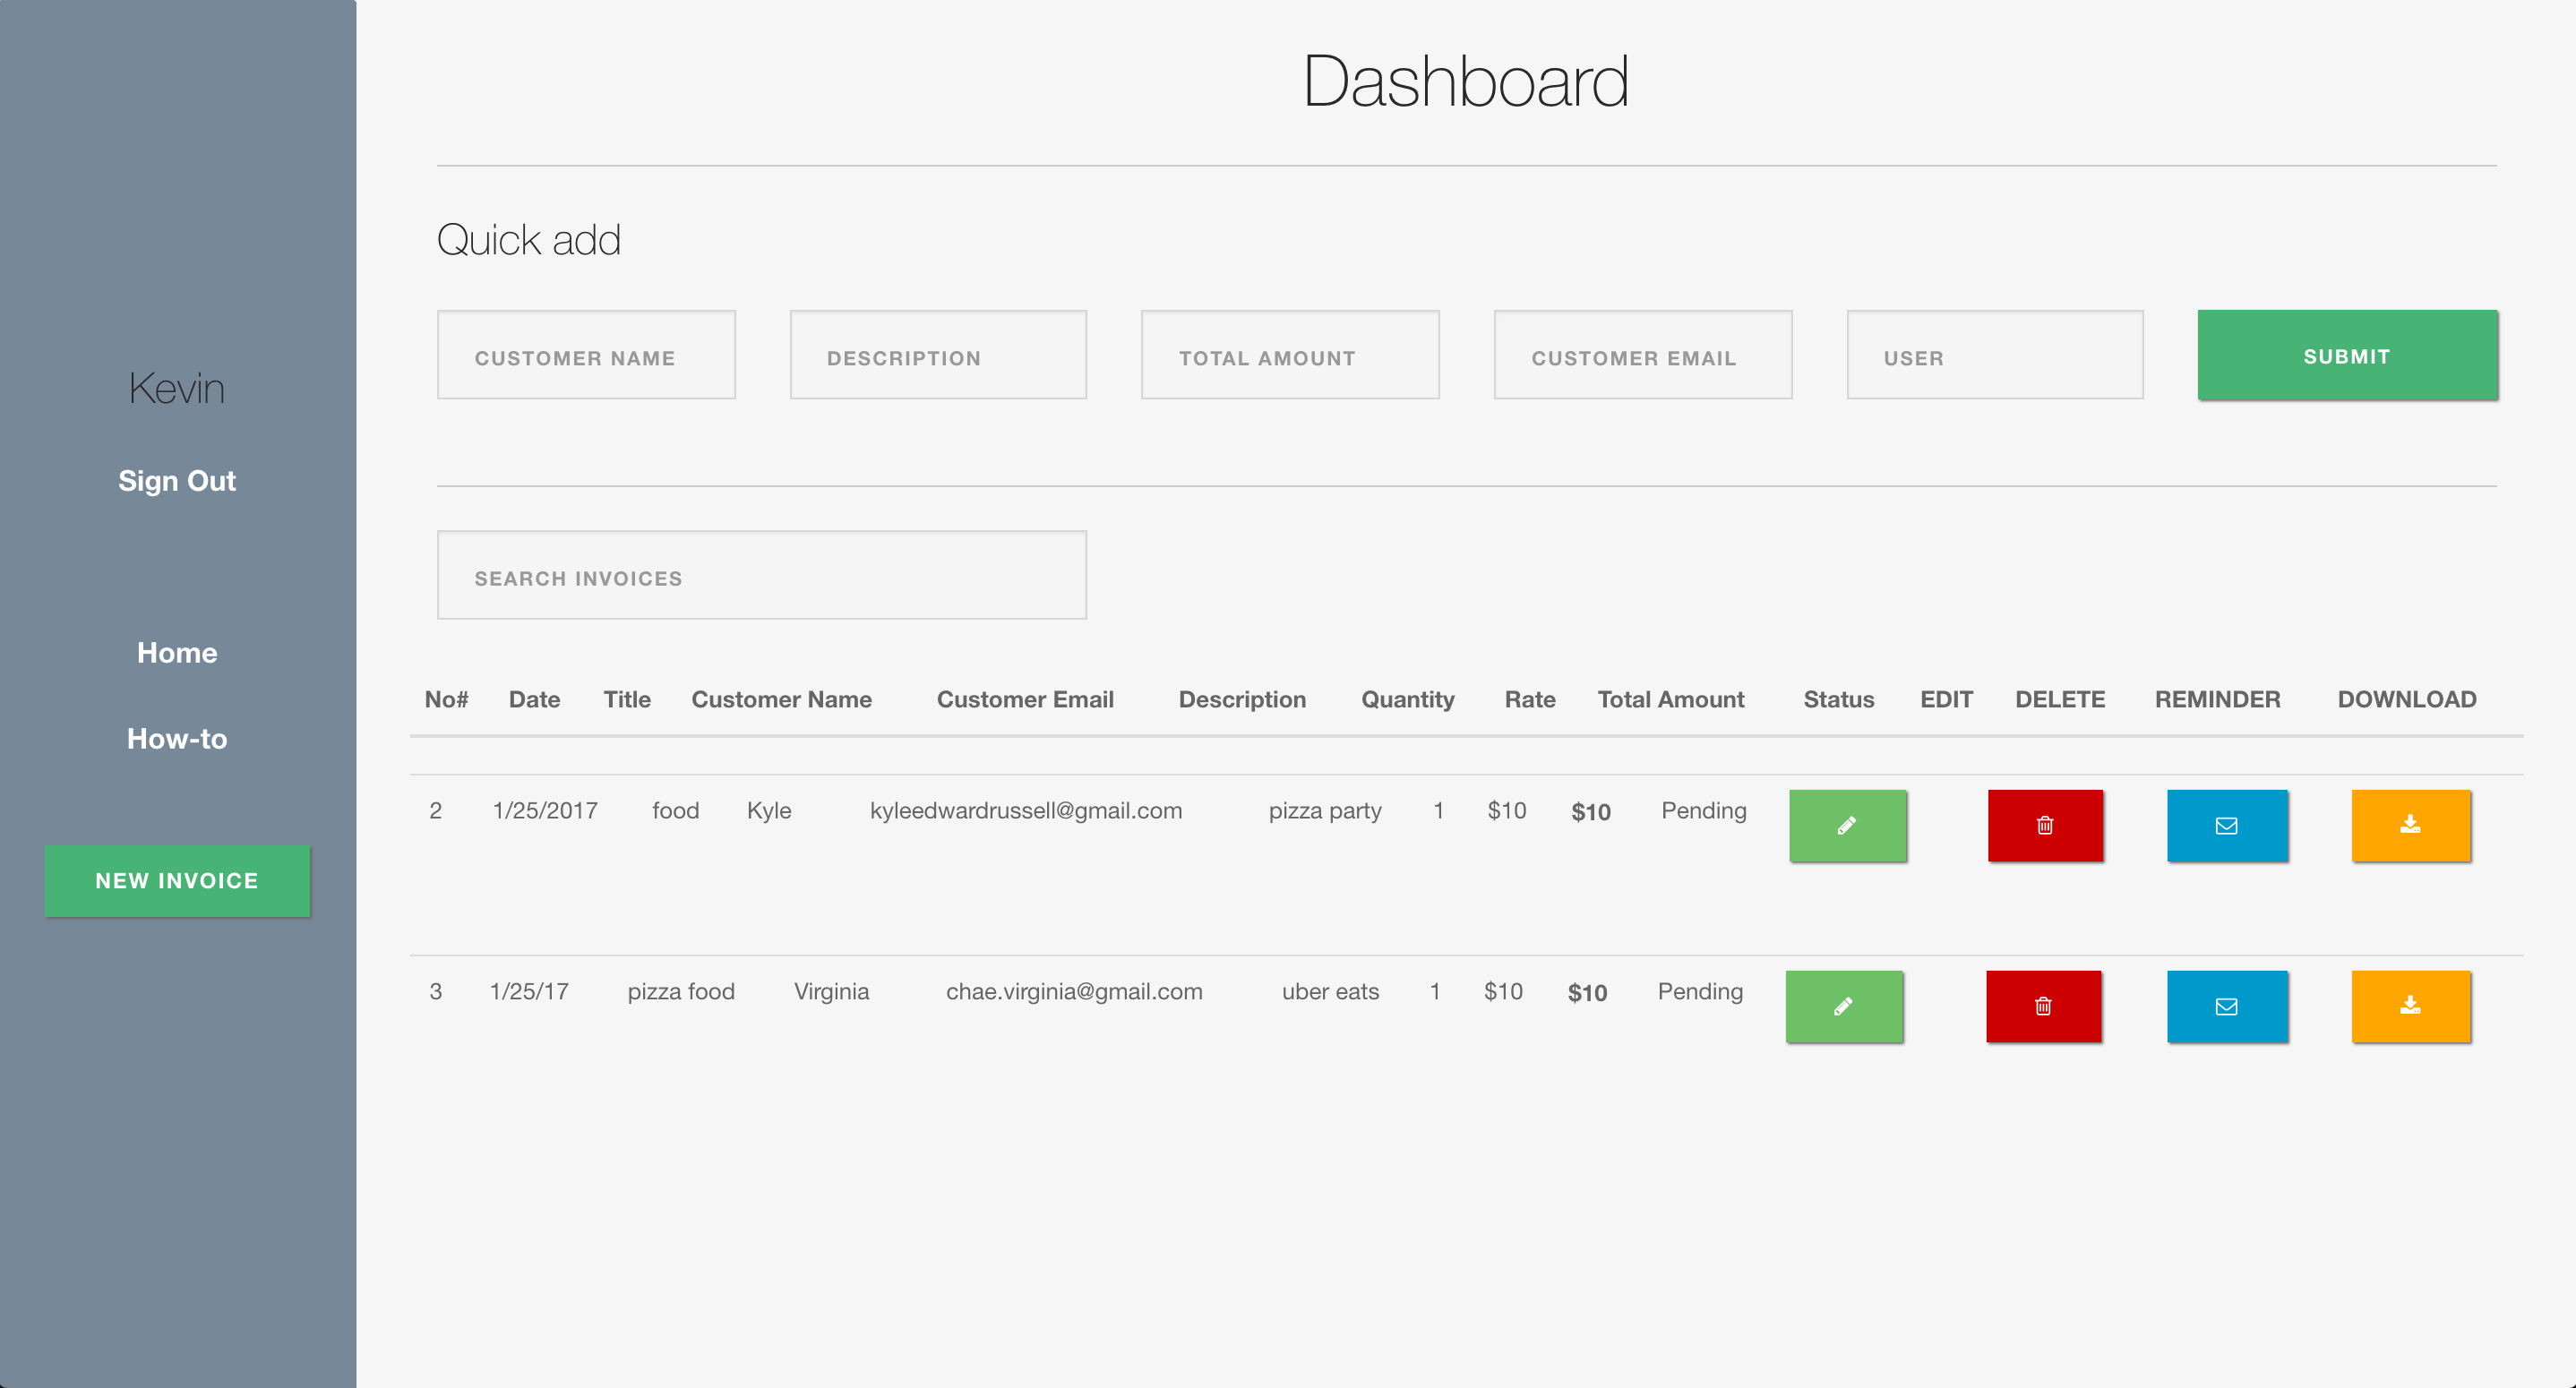 Dashboard
Quick add
CUSTOMER NAME DESCRIPTION TOTAL AMOUNT CUSTOMER EMAIL USER SUBMIT
Kevin
Sign Out
Home
How-to
NEW INVOICE
SEARCH INVOICES
No# Date Title Customer Name Customer Email Description Quantity Rate Total Amount Status EDIT DELETE REMINDER DOWNLOAD
2 1/25/2017 food Kyle kyleedwardrussell@gmail.com pizza party 1 $10 $10 Pending
3 1/25/17 pizza food Virginia chae.virginia@gmail.com uber eats 1 $10 $10 Pending